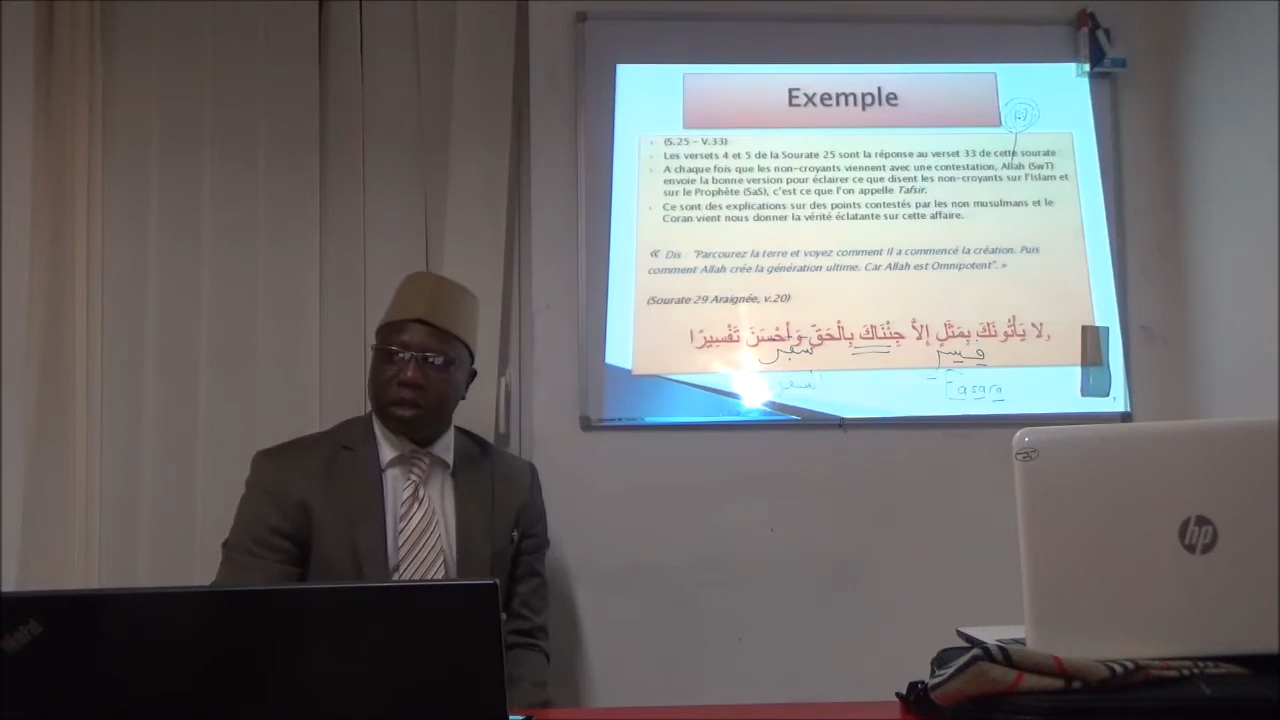 Exemple
(S.25 – V.33)
Les versets 4 et 5 de la Sourate 25 sont la réponse au verset 33 de cette sourate
A chaque fois que les non-croyants viennent avec une contestation, Allah (SwT)
envoie la bonne version pour éclairer ce que disent les non-croyants sur l'Islam et
sur le Prophète (SaS), c'est ce que l'on appelle Tafsir.
Ce sont des explications sur des points contestés par les non musulmans et le
Coran vient nous donner la vérité éclatante sur cette affaire.
« Dis : "Parcourez la terre et voyez comment Il a commencé la création. Puis
comment Allah crée la génération ultime. Car Allah est Omnipotent". »
(Sourate 29 Araignée, v.20)
وَلا يَأْتُونَكَ بِمَثَلٍ إِلاَّ جِئْنَاكَ بِالْحَقِّ وَأَحْسَنَ تَفْسِيرًا
Fasara
hp
ThinkPad